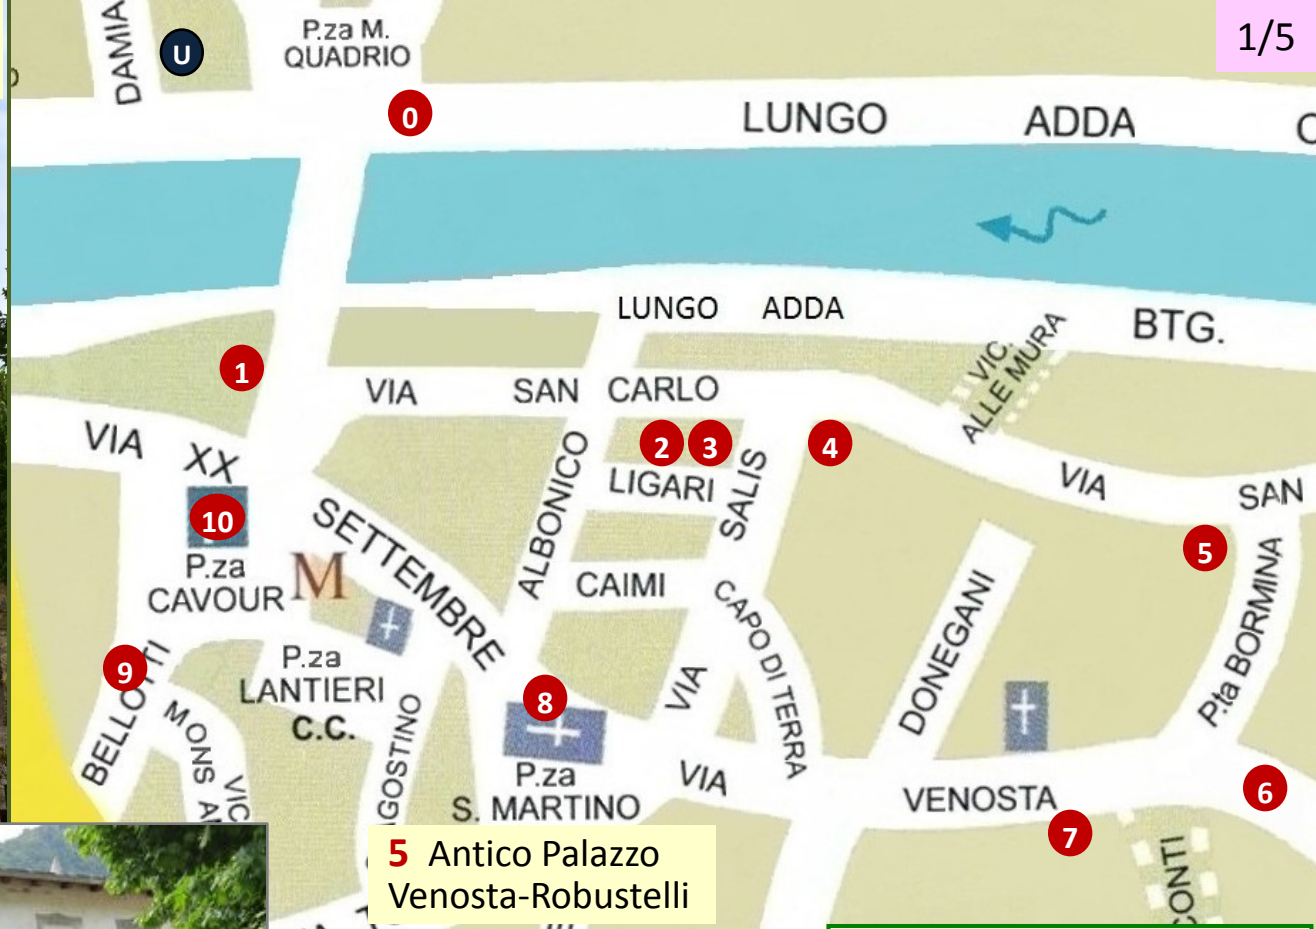 1/5
DAMIA
U
P.za M.
QUADRIO
0
LUNGO ADDA
LUNGO ADDA BTG.
1
VIC.
ALLE MURA
VIA SAN CARLO
VIA XX
SETTEMBRE
2 3
4
LIGARI
ALBONICO
SALIS
VIA SAN
10
5
P.za
CAVOUR
M
CAIMI
CAPO DI TERRA
DONEGANI
P.ta BORMINA
9
P.za
LANTIERI
C.C.
8
VIA
BELLOTTI
MONS
VIC
AGOSTINO
P.za
S. MARTINO
VIA
VENOSTA
6
7
CONTI
5 Antico Palazzo
Venosta-Robustelli